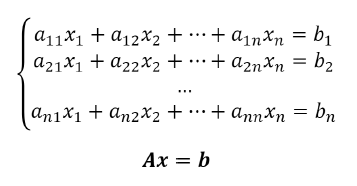 a₁₁x₁ + a₁₂x₂ + ⋯ + a₁ₙxₙ = b₁
a₂₁x₁ + a₂₂x₂ + ⋯ + a₂ₙxₙ = b₂
...
aₙ₁x₁ + aₙ₂x₂ + ⋯ + aₙₙxₙ = bₙ
Ax = b